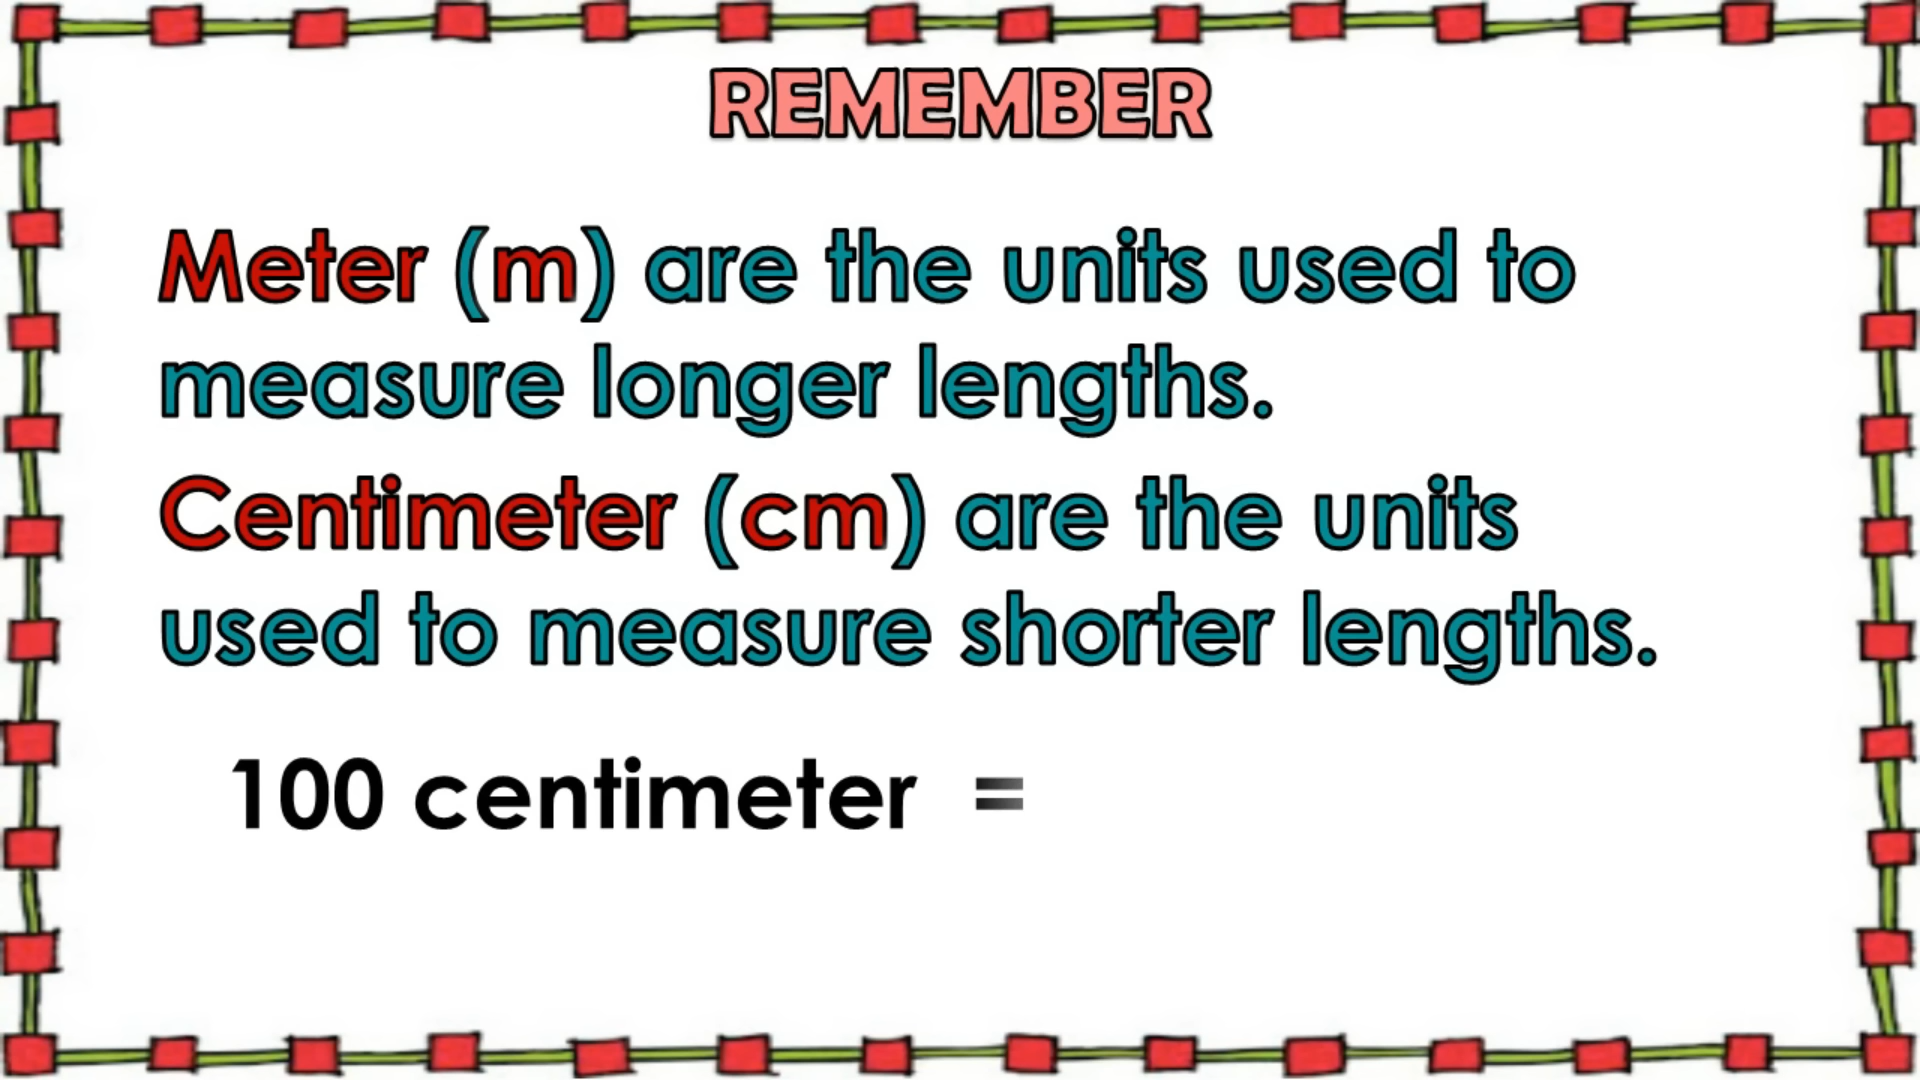 REMEMBER
Meter (m) are the units used to
measure longer lengths.
Centimeter (cm) are the units
used to measure shorter lengths.
100 centimeter =